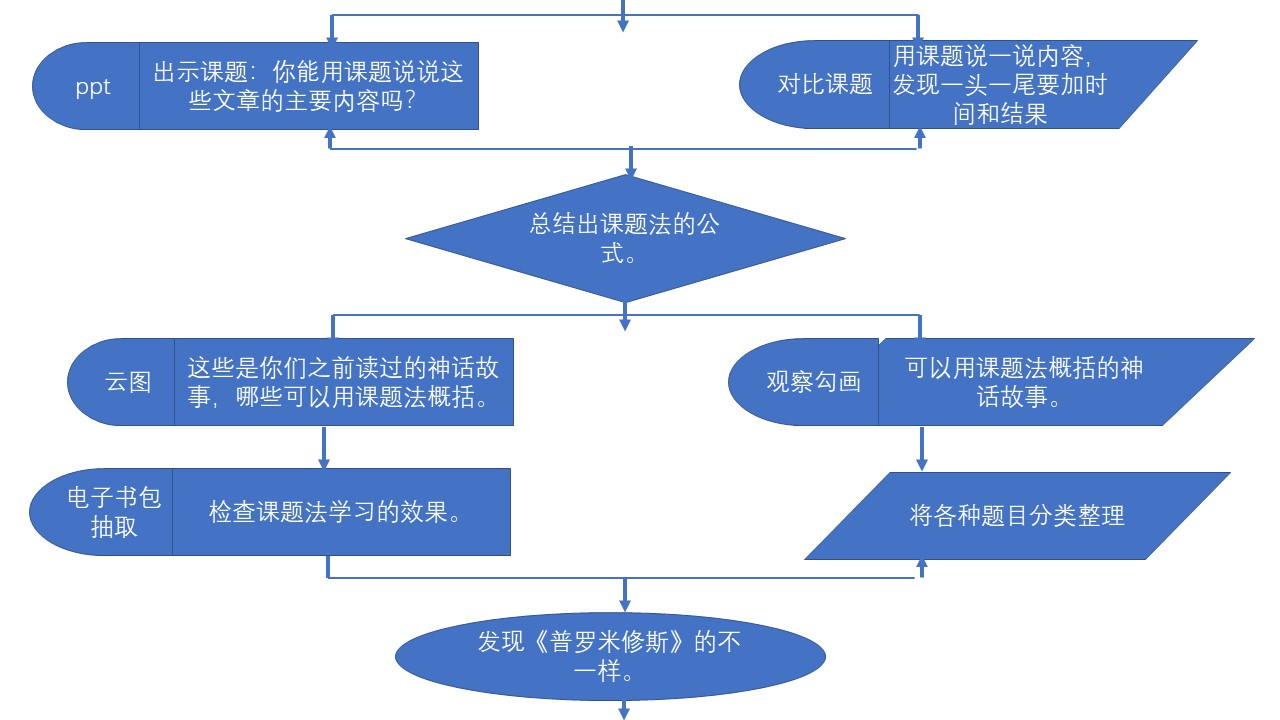 ppt
出示课题：你能用课题说说这
些文章的主要内容吗？
对比课题
用课题说一说内容，
发现一头一尾要加时
间和结果
总结出课题法的公
式。
云图
这些是你们之前读过的神话故
事，哪些可以用课题法概括。
观察勾画
可以用课题法概括的神
话故事。
电子书包
抽取
检查课题法学习的效果。
将各种题目分类整理
发现《普罗米修斯》的不
一样。